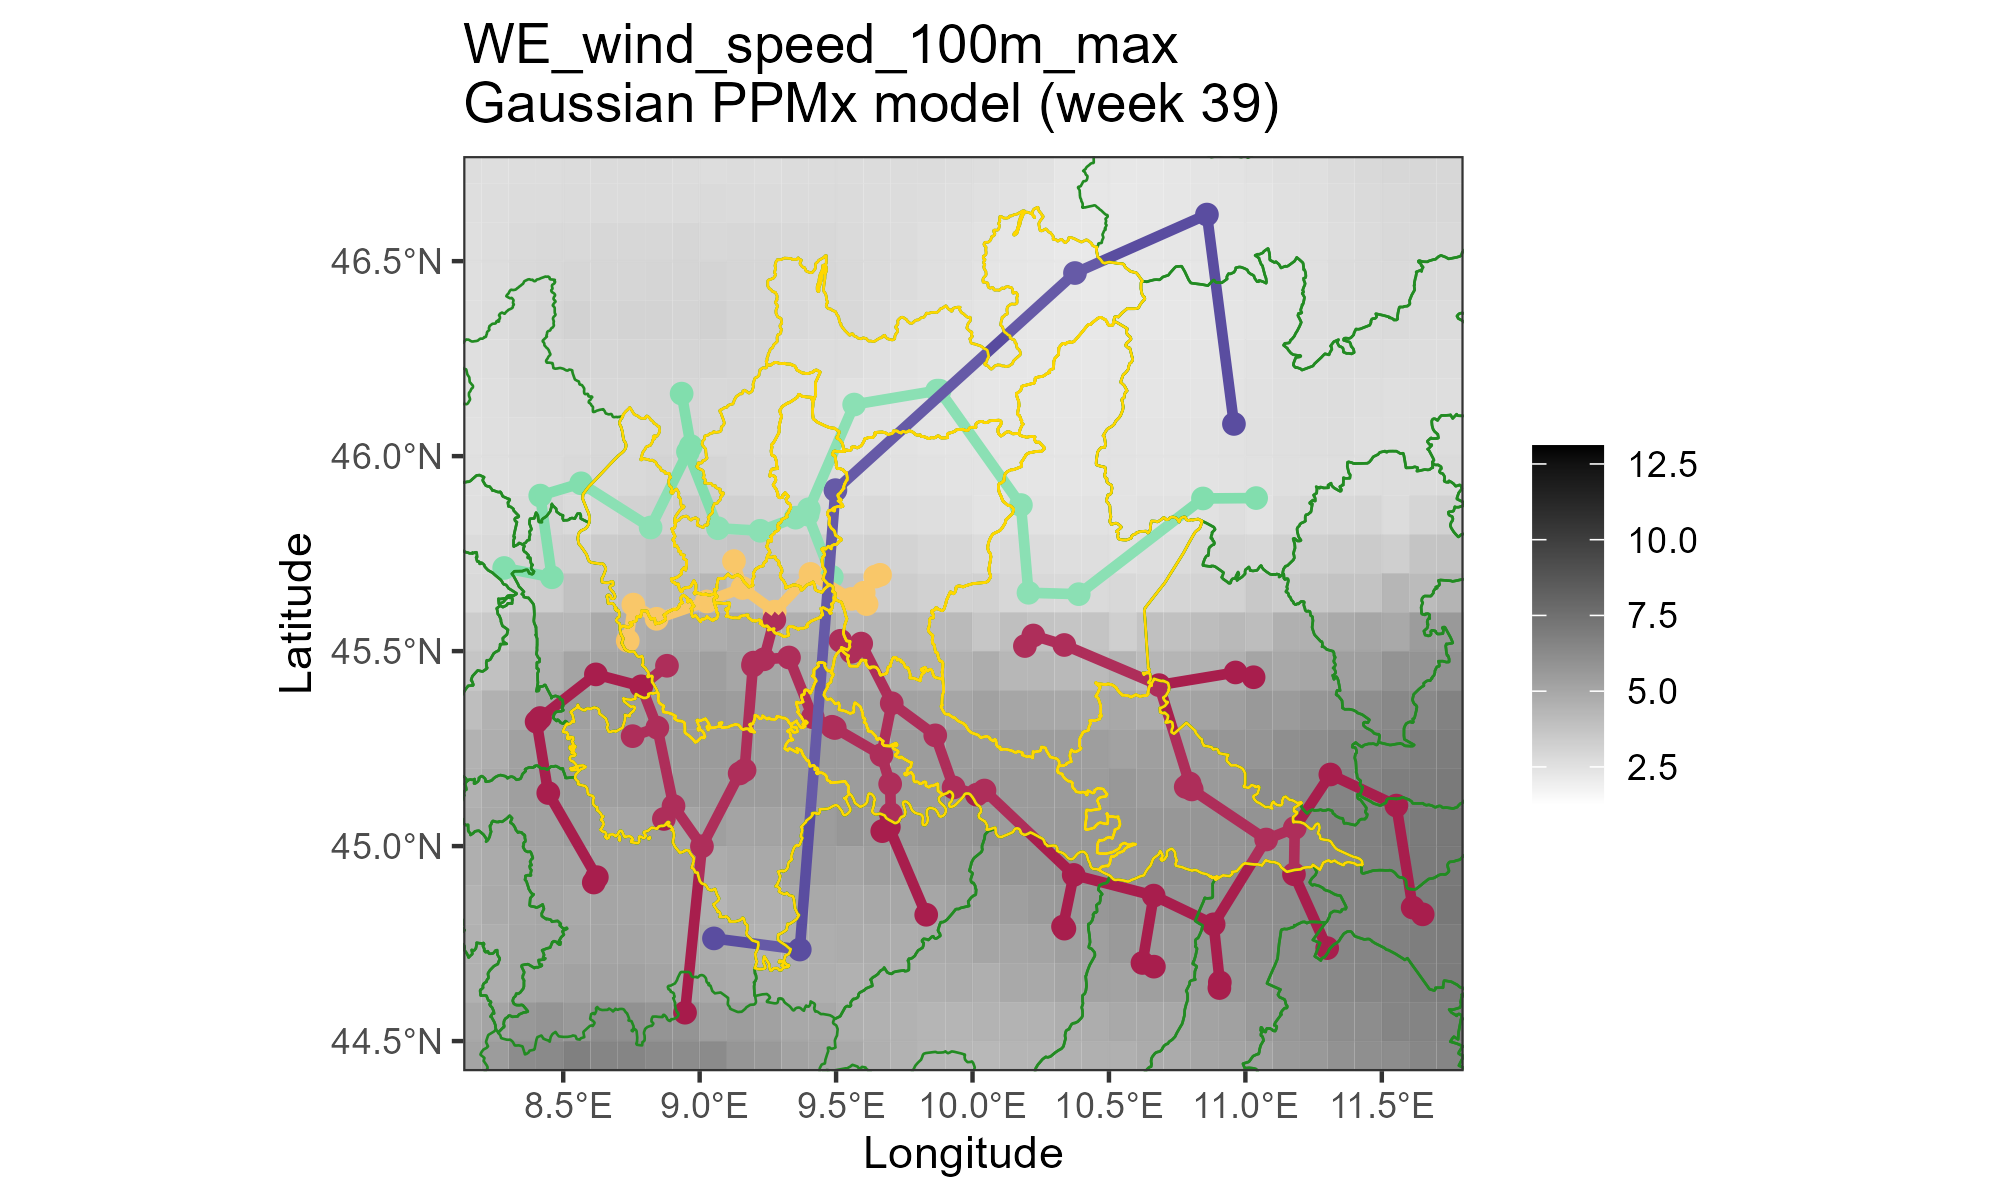 WE_wind_speed_100m_max
Gaussian PPMx model (week 39)
46.5°N
46.0°N
45.5°N
45.0°N
44.5°N
Latitude
8.5°E
9.0°E
9.5°E
10.0°E
10.5°E
11.0°E
11.5°E
Longitude
12.5
10.0
7.5
5.0
2.5